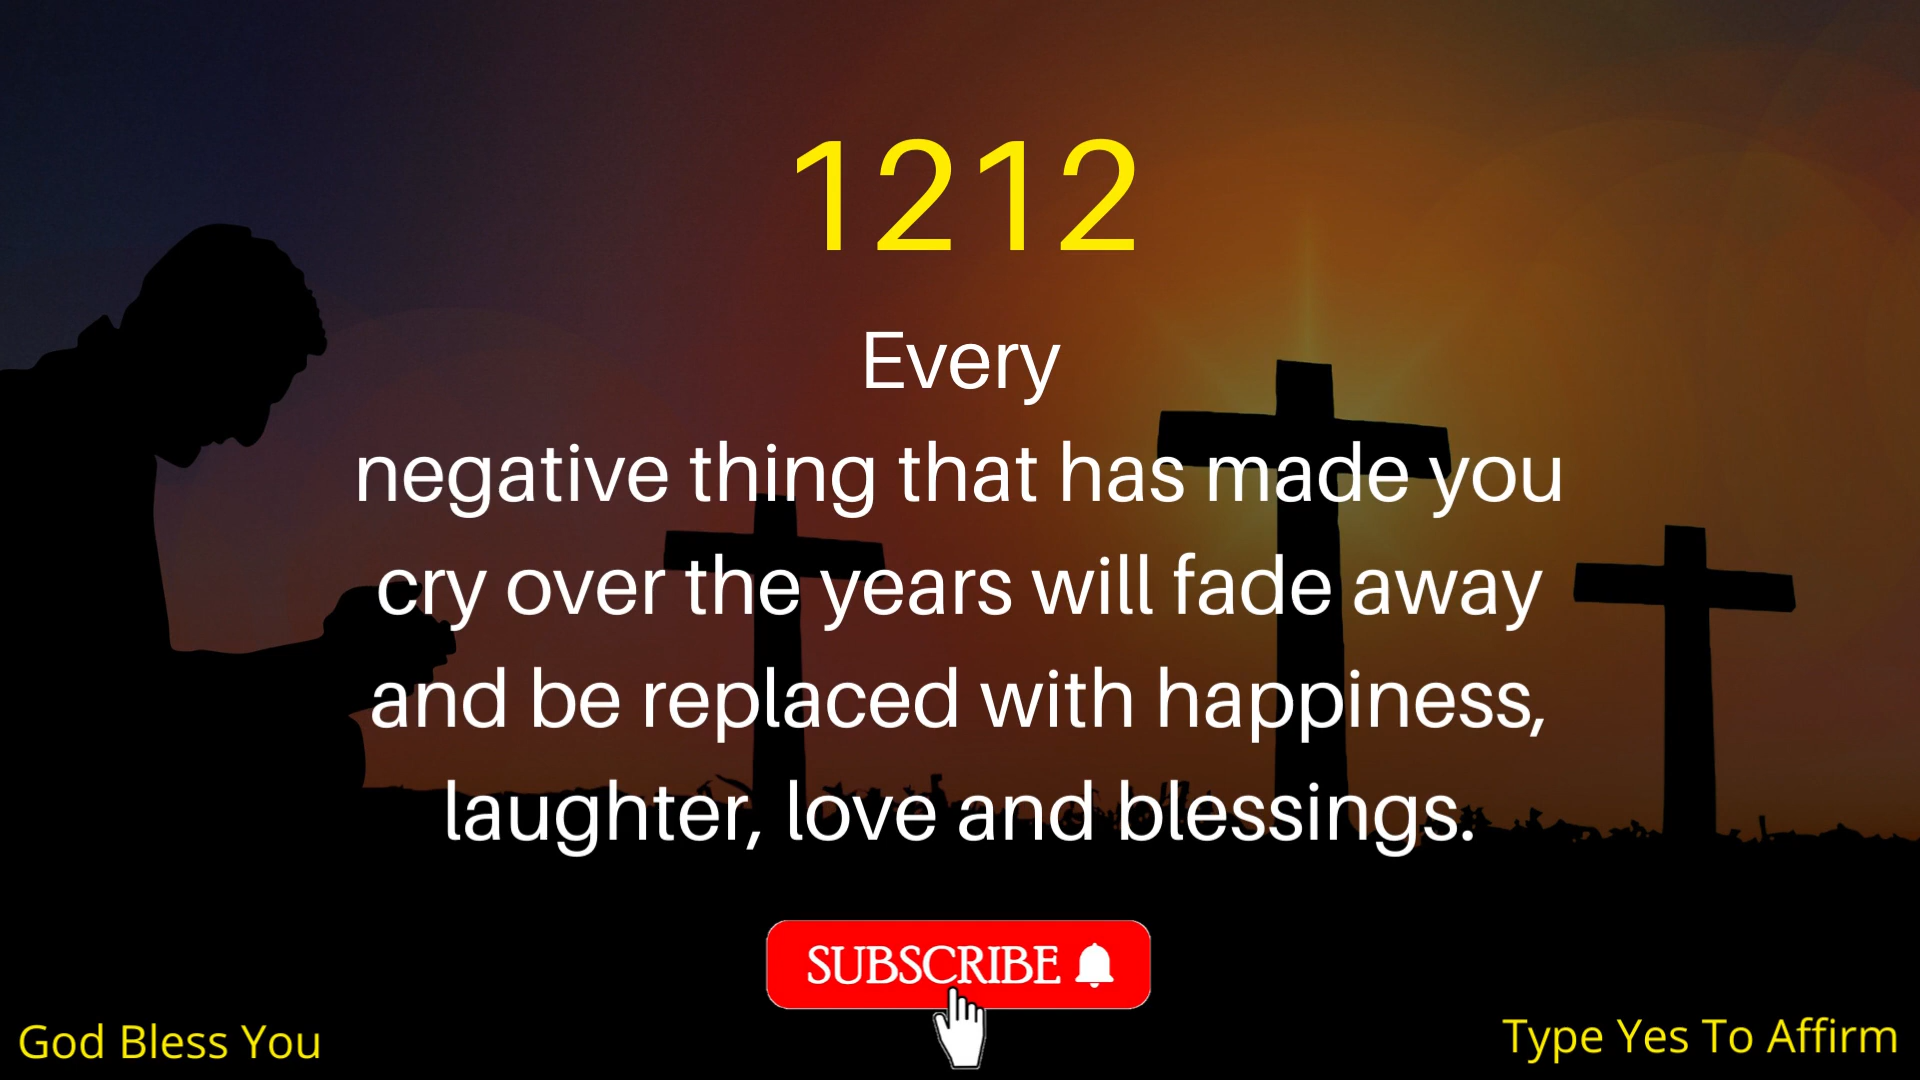 1212
Every
negative thing that has made you
cry over the years will fade away
and be replaced with happiness,
laughter, love and blessings.
SUBSCRIBE
God Bless You
Type Yes To Affirm